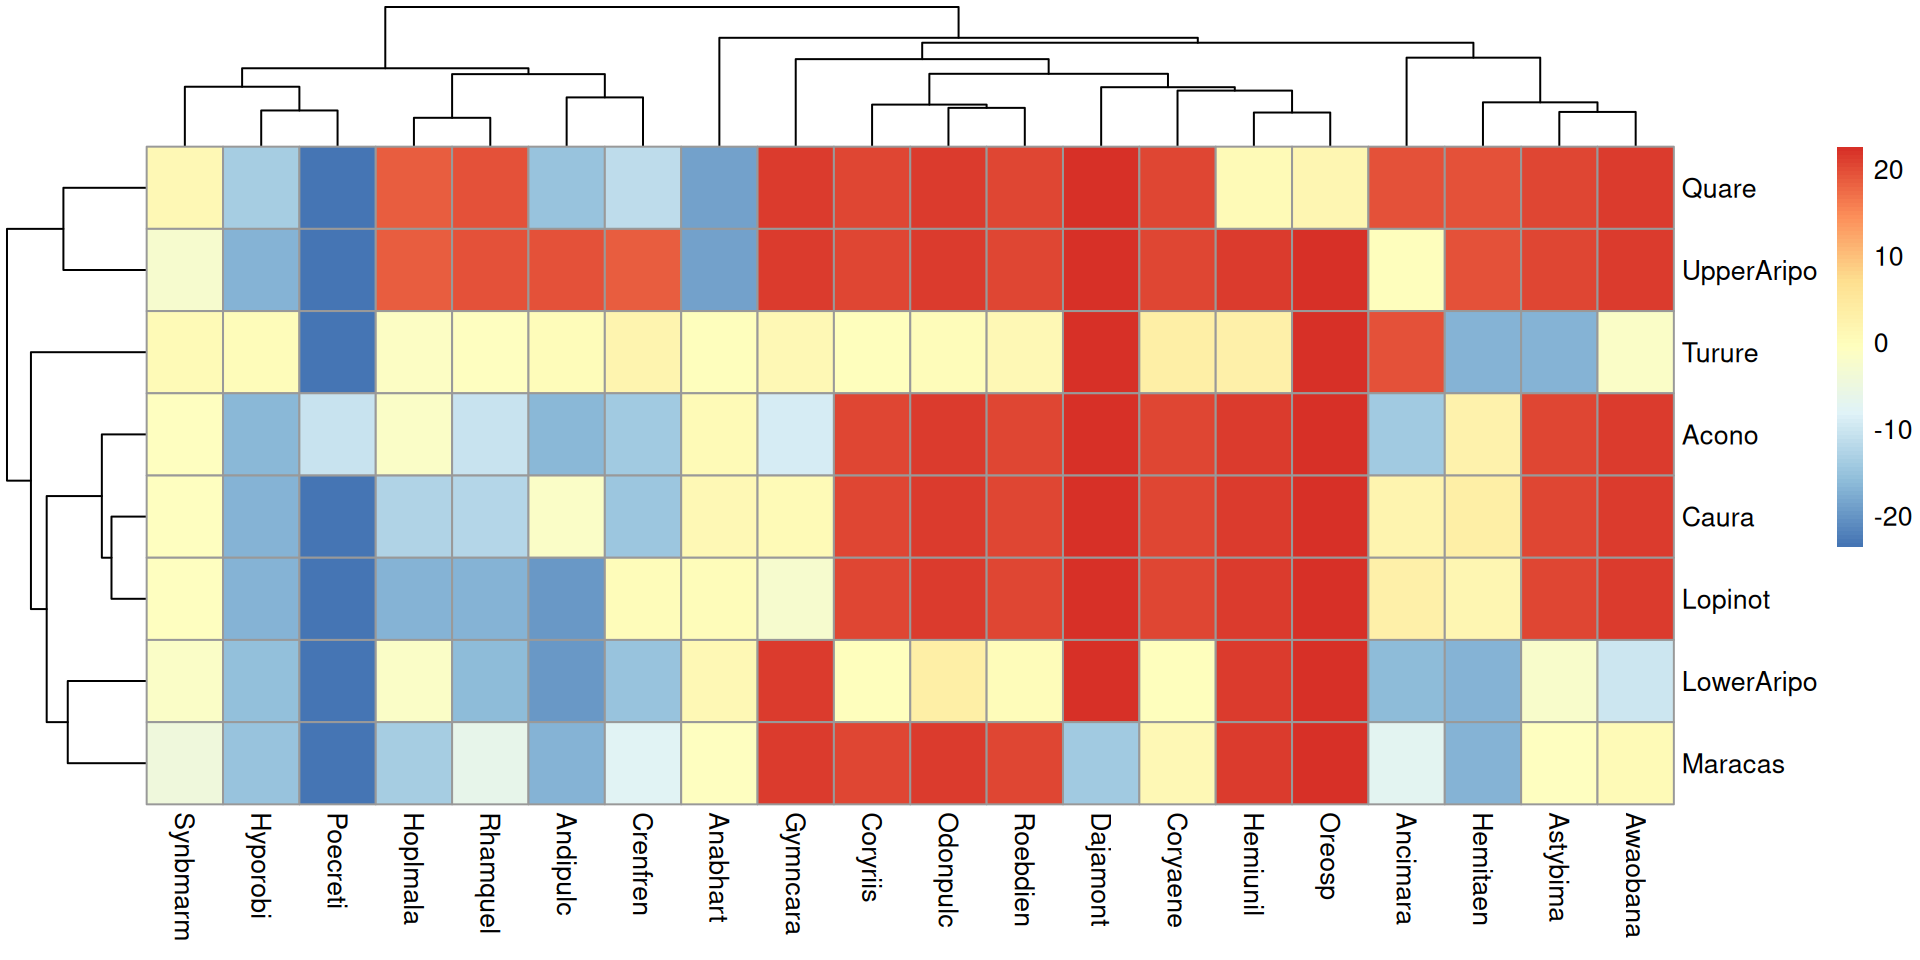 Quare
UpperAripo
Turure
Acono
Caura
Lopinot
LowerAripo
Maracas
20
10
0
-10
-20
Synbmarm
Hyporobi
Poecreti
Hoplmala
Rhamquel
Andipulc
Crenfren
Anabhart
Gymncara
Coryriis
Odonpulc
Roebdien
Dajamont
Coryaene
Hemiunil
Oreosp
Ancimara
Hemitaen
Astybima
Awaobana